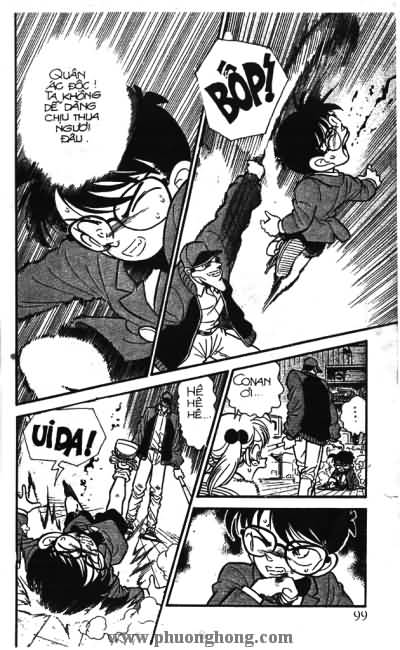 QUÂN
ÁC ĐỘC!
TA KHÔNG
DỄ DÀNG
CHỊU THUA
NGƯƠI
ĐÂU.
BỐP!
UI DA!
HÊ
HÊ
HÊ...
CONAN
ƠI...
...
99
www.phuonghong.com